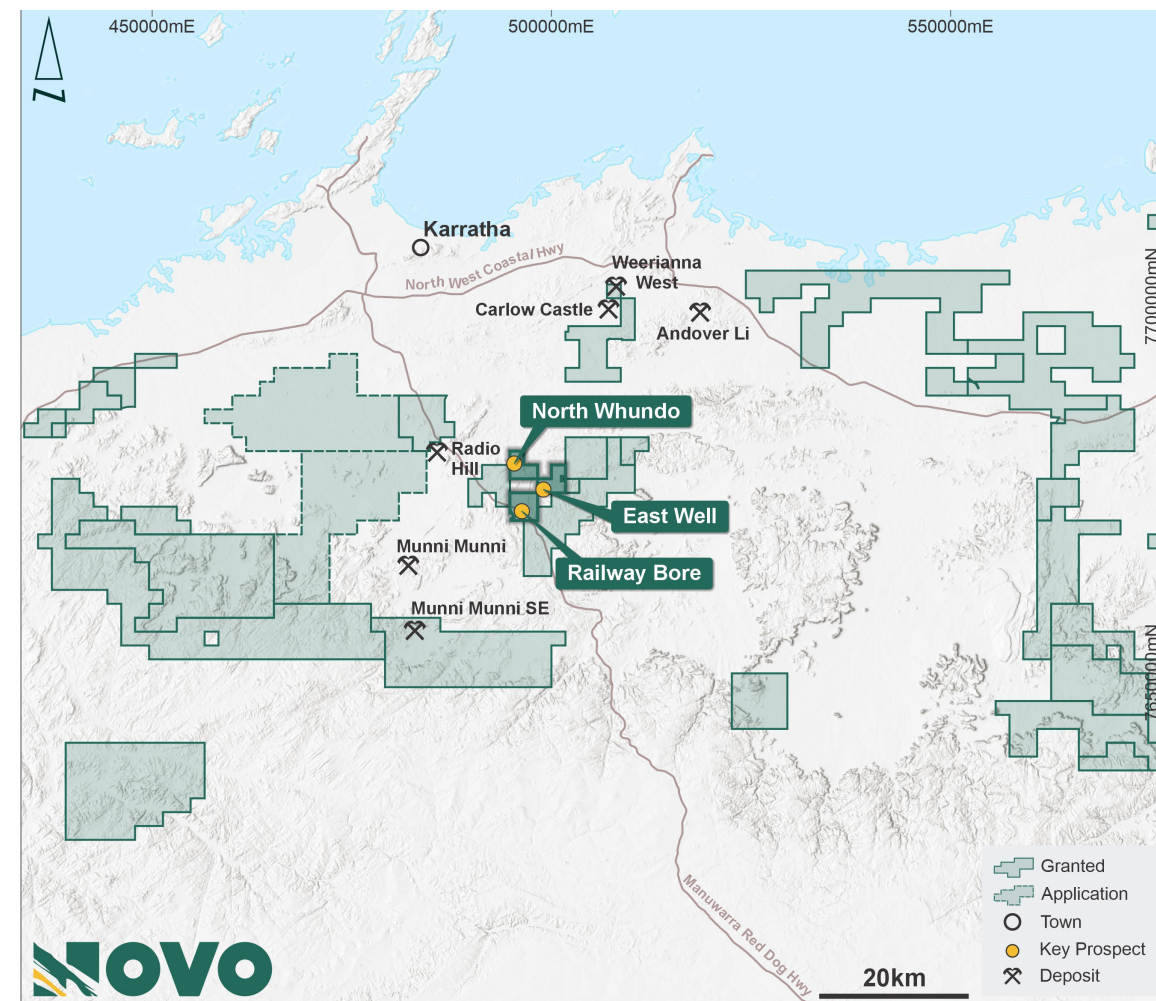 450000mE
500000mE
550000mE
N
Karratha
North West Coastal Hwy
Weerianna
West
Carlow Castle
Andover Li
7700000mN
North Whundo
Radio
Hill
East Well
Munni Munni
Railway Bore
Munni Munni SE
7650000mN
Manuwarra Red Dog Hwy
Granted
Application
Town
Key Prospect
Deposit
NOVO
20km